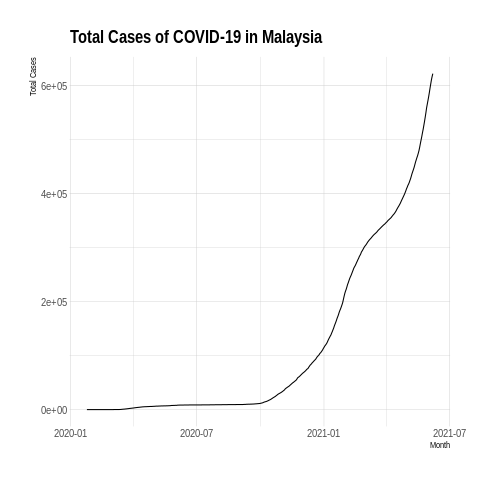 Total Cases of COVID-19 in Malaysia
Total Cases
6e+05
4e+05
2e+05
0e+00
2020-01
2020-07
2021-01
2021-07
Month